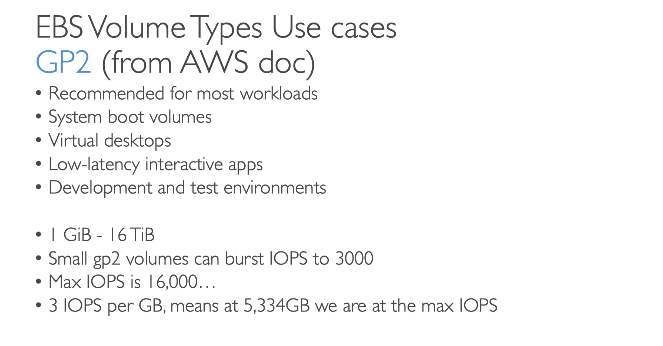 EBS Volume Types Use cases
GP2 (from AWS doc)
• Recommended for most workloads
• System boot volumes
• Virtual desktops
• Low-latency interactive apps
• Development and test environments
• 1 GiB - 16 TiB
• Small gp2 volumes can burst IOPS to 3000
• Max IOPS is 16,000…
• 3 IOPS per GB, means at 5,334GB we are at the max IOPS